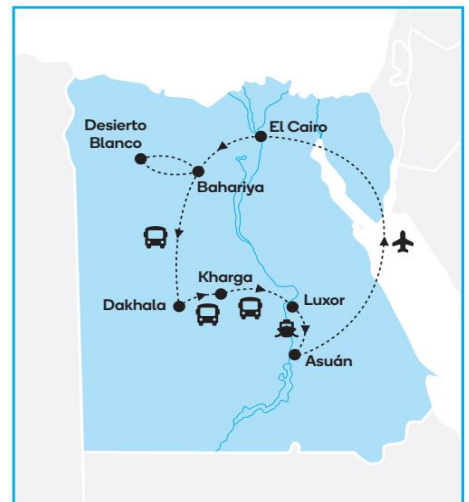 El Cairo
Desierto
Blanco
Bahariya
Kharga
Dakhala
Luxor
Asuán